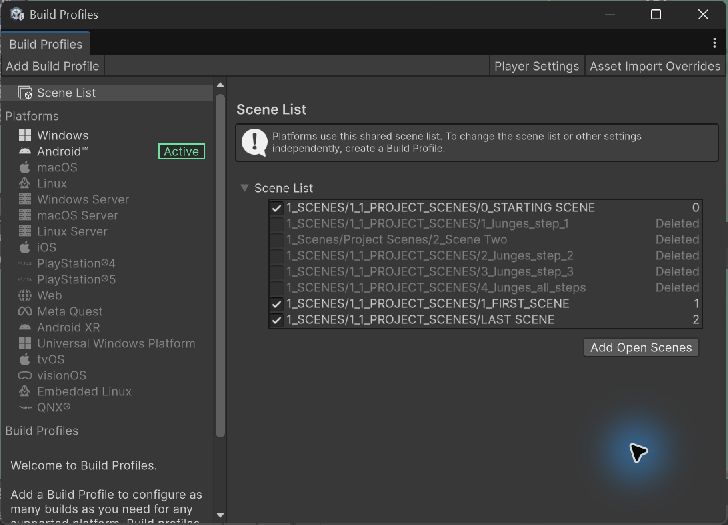 Build Profiles
Build Profiles
Add Build Profile
Player Settings
Asset Import Overrides
Scene List
Platforms
Windows
Android™
Active
macOS
Linux
Windows Server
macOS Server
Linux Server
iOS
PlayStation®4
PlayStation®5
Web
Meta Quest
Android XR
Universal Windows Platform
tvOS
visionOS
Embedded Linux
QNX®
Build Profiles
Welcome to Build Profiles.
Add a Build Profile to configure as
many builds as you need for any
supported platform. Build profiles
Scene List
Platforms use this shared scene list. To change the scene list or other settings
independently, create a Build Profile.
Scene List
1_SCENES/1_1_PROJECT_SCENES/0_STARTING SCENE 0
1_SCENES/1_1_PROJECT_SCENES/1_lunges_step_1 Deleted
1_Scenes/Project Scenes/2_Scene Two Deleted
1_SCENES/1_1_PROJECT_SCENES/2_lunges_step_2 Deleted
1_SCENES/1_1_PROJECT_SCENES/3_lunges_step_3 Deleted
1_SCENES/1_1_PROJECT_SCENES/4_lunges_all_steps Deleted
1_SCENES/1_1_PROJECT_SCENES/1_FIRST_SCENE 1
1_SCENES/1_1_PROJECT_SCENES/LAST SCENE 2
Add Open Scenes